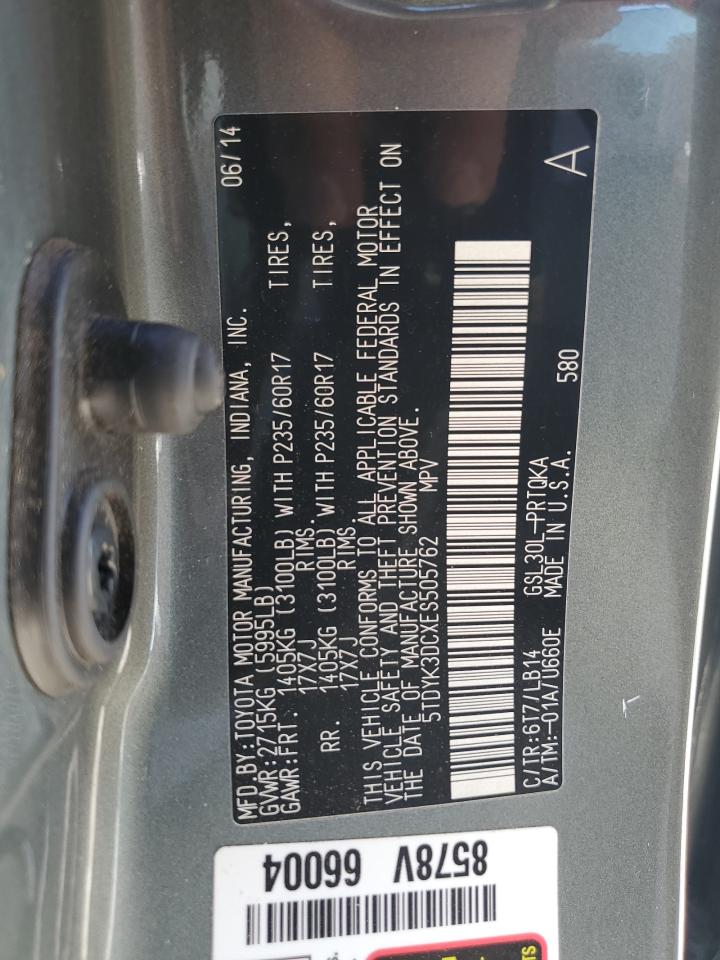 MFD.BY:TOYOTA MOTOR MANUFACTURING, INDIANA, INC. 06/14
GVWR:2715KG (5995LB)
GAWR:FRT. 1405KG (3100LB) WITH P235/60R17 TIRES,
17X7J RIMS.
RR. 1405KG (3100LB) WITH P235/60R17 TIRES,
17X7J RIMS.
THIS VEHICLE CONFORMS TO ALL APPLICABLE FEDERAL MOTOR
VEHICLE SAFETY AND THEFT PREVENTION STANDARDS IN EFFECT ON
THE DATE OF MANUFACTURE SHOWN ABOVE.
5TDYK3DCXES505762 MPV
C/TR:6T7/LB14 GSL30L-PRTQKA 580
A/TM:-01A/U660E MADE IN U.S.A. A
8578V
66004